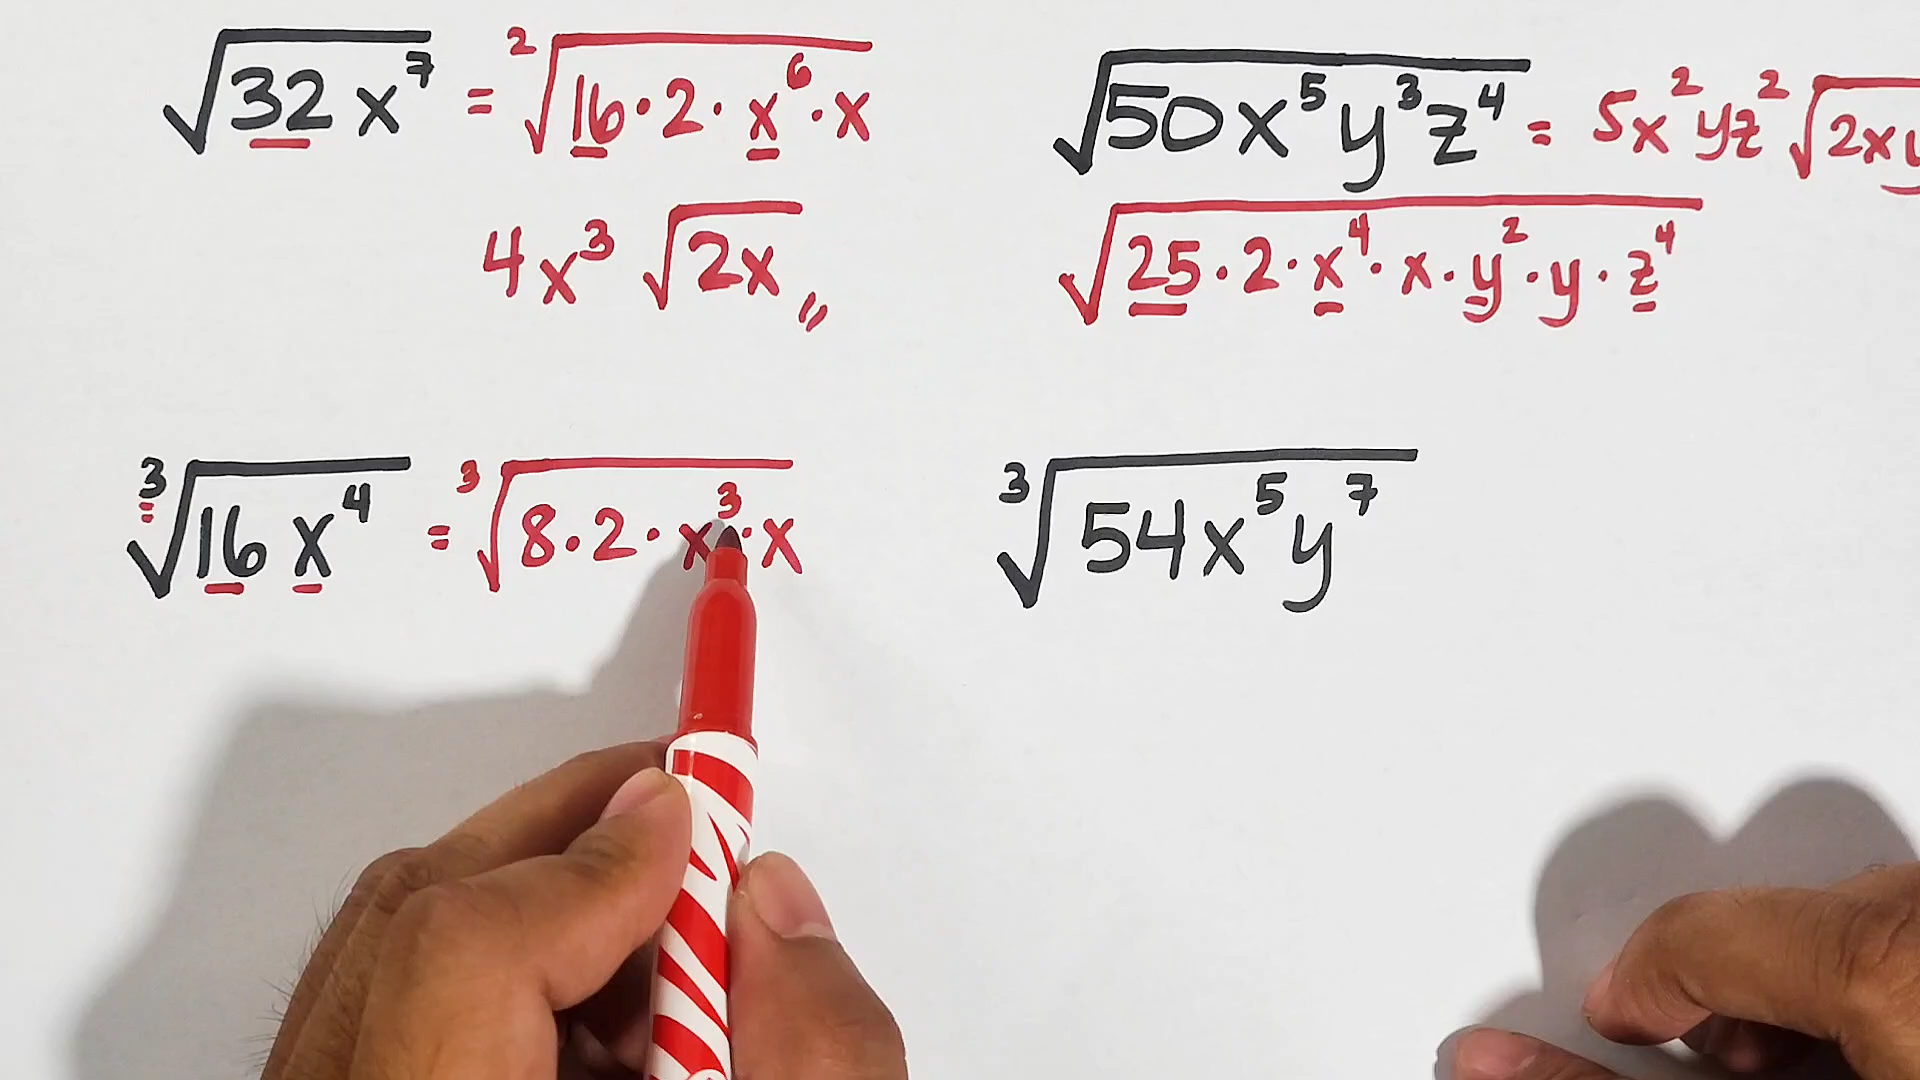 √32x⁷ = ²√16·2·x⁶·x
4x³ √2x //
√50x⁵y³z⁴ = 5x²yz² √2xy
√25·2·x⁴·x·y²·y·z⁴
³√16x⁴ = ³√8·2·x³·x
³√54x⁵y⁷